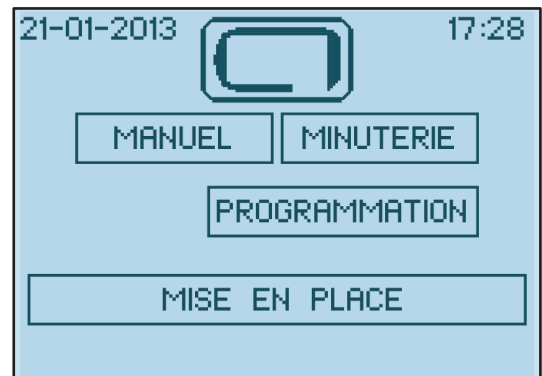 21-01-2013 17:28
MANUEL MINUTERIE
PROGRAMMATION
MISE EN PLACE